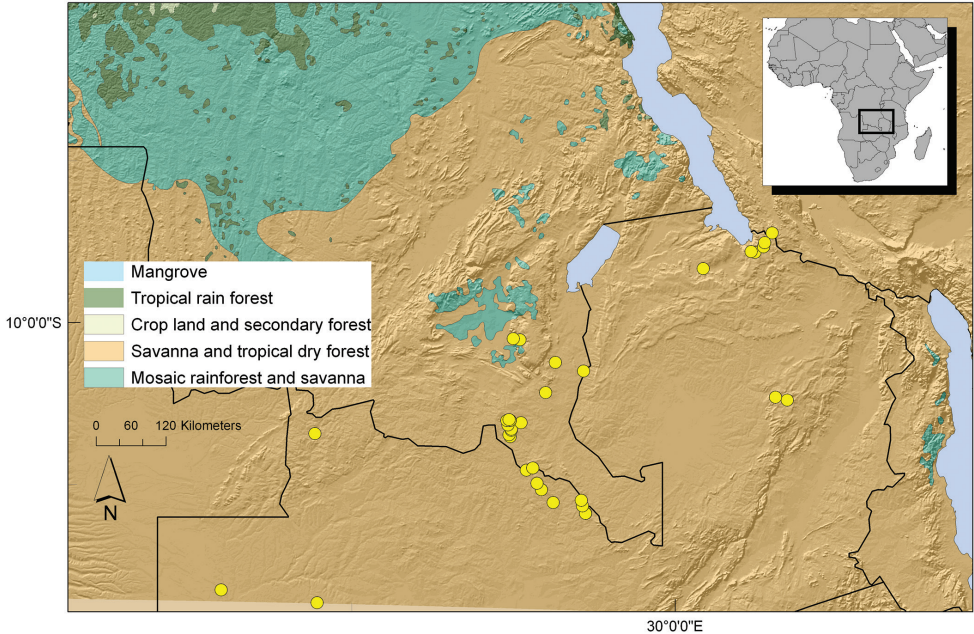 Mangrove
Tropical rain forest
Crop land and secondary forest
10°0'0"S
Savanna and tropical dry forest
Mosaic rainforest and savanna
0 60 120 Kilometers
N
30°0'0"E